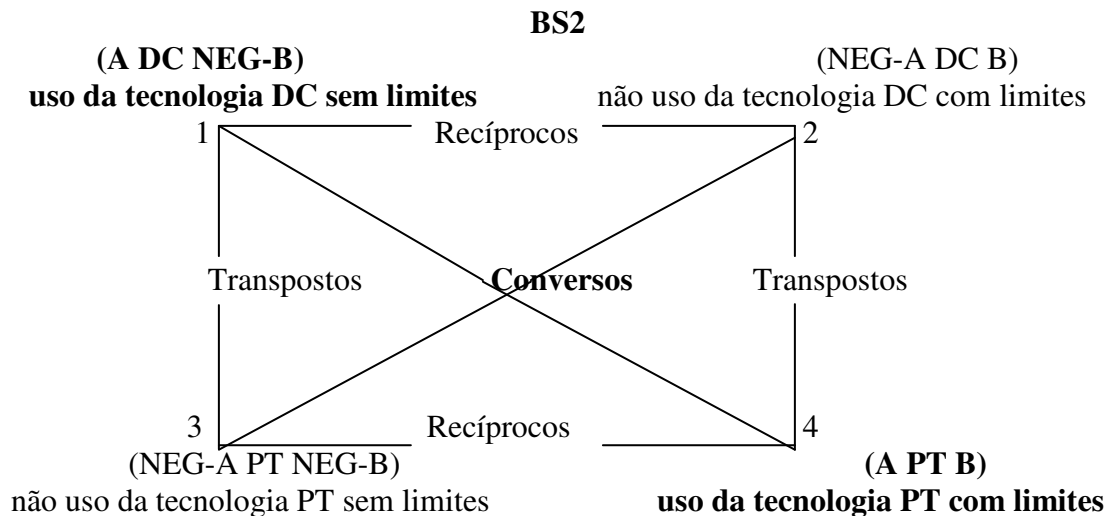 BS2
(A DC NEG-B) (NEG-A DC B)
uso da tecnologia DC sem limites não uso da tecnologia DC com limites
1 Recíprocos 2
Transpostos Conversos Transpostos
3 Recíprocos 4
(NEG-A PT NEG-B) (A PT B)
não uso da tecnologia PT sem limites uso da tecnologia PT com limites